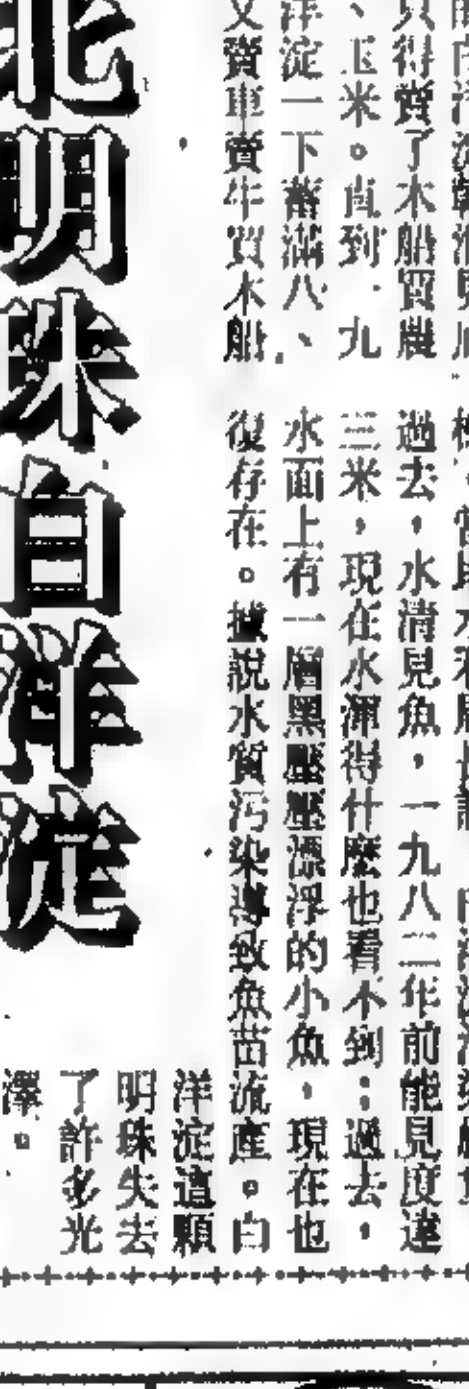 過去，水清見魚，一九八二年前能見度達
三米，現在水渾得什麼也看不到；過去，
水面上有一層黑壓壓漂浮的小魚，現在也
復存在。據說水質污染導致魚苗流產。白
洋淀這顆
明珠失去
了許多光
澤。
只得賣了木船買農
、玉米。直到一九
洋淀一下蓄滿八、
又賣車賣牛買木船
北明珠白洋淀